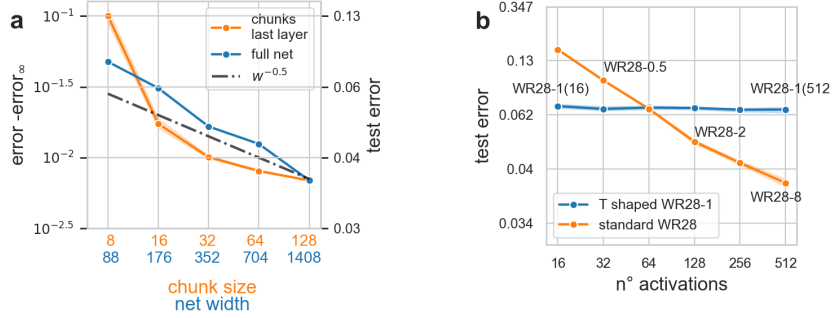 a
10^−1
10^−1.5
10^−2
10^−2.5
error -error∞
chunks
last layer
full net
w^−0.5
0.13
0.06
0.04
0.03
test error
8 16 32 64 128
88 176 352 704 1408
chunk size
net width
b
0.347
0.13
0.062
0.04
0.034
test error
WR28-0.5
WR28-1(16)
WR28-1(512
WR28-2
WR28-8
T shaped WR28-1
standard WR28
16 32 64 128 256 512
n° activations